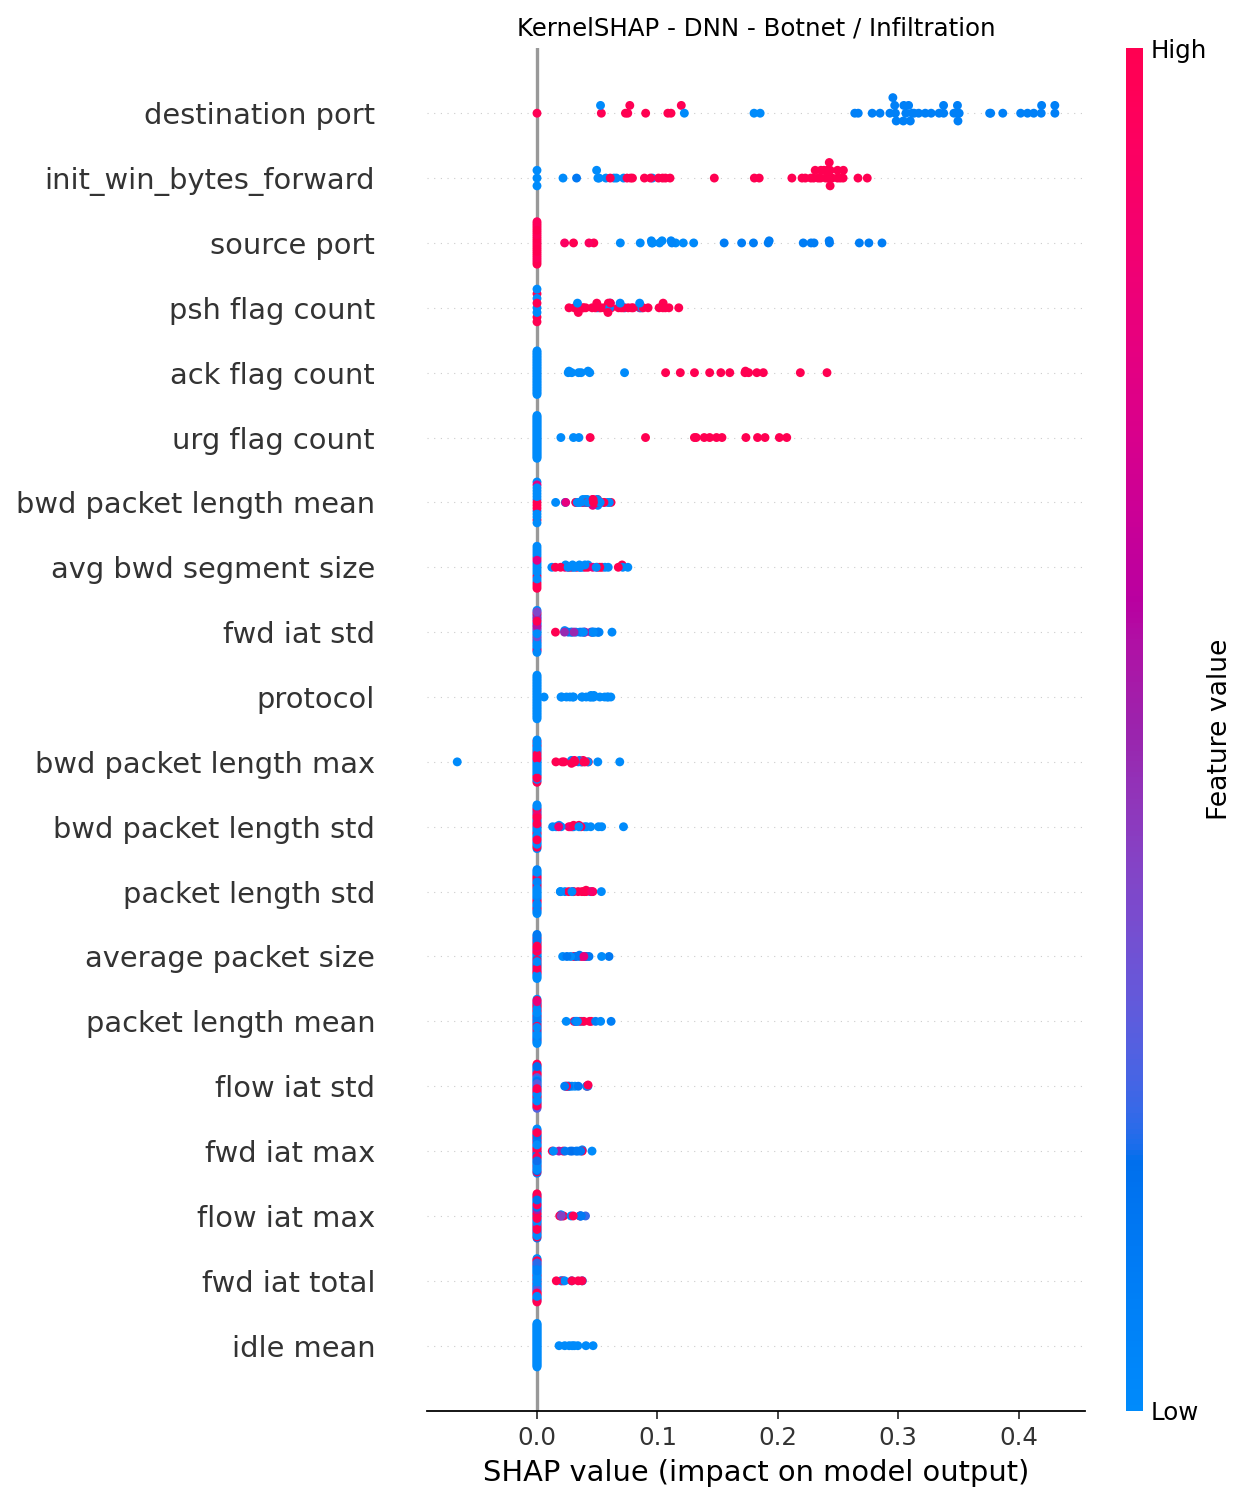 KernelSHAP - DNN - Botnet / Infiltration
High
destination port
init_win_bytes_forward
source port
psh flag count
ack flag count
urg flag count
bwd packet length mean
avg bwd segment size
fwd iat std
protocol
bwd packet length max
bwd packet length std
packet length std
average packet size
packet length mean
flow iat std
fwd iat max
flow iat max
fwd iat total
idle mean
Feature value
Low
0.0 0.1 0.2 0.3 0.4
SHAP value (impact on model output)